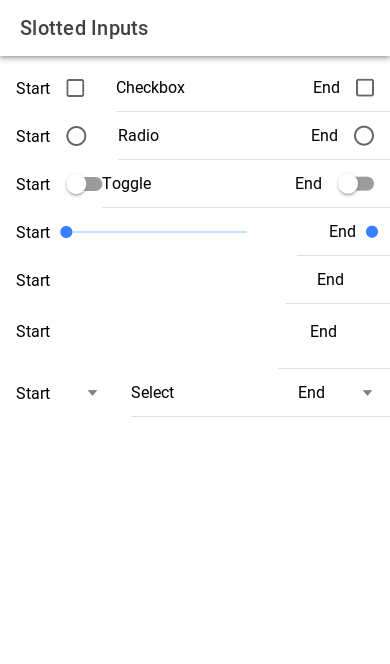 Slotted Inputs
Start Checkbox End
Start Radio End
Start Toggle End
Start End
Start End
Start End
Start Select End